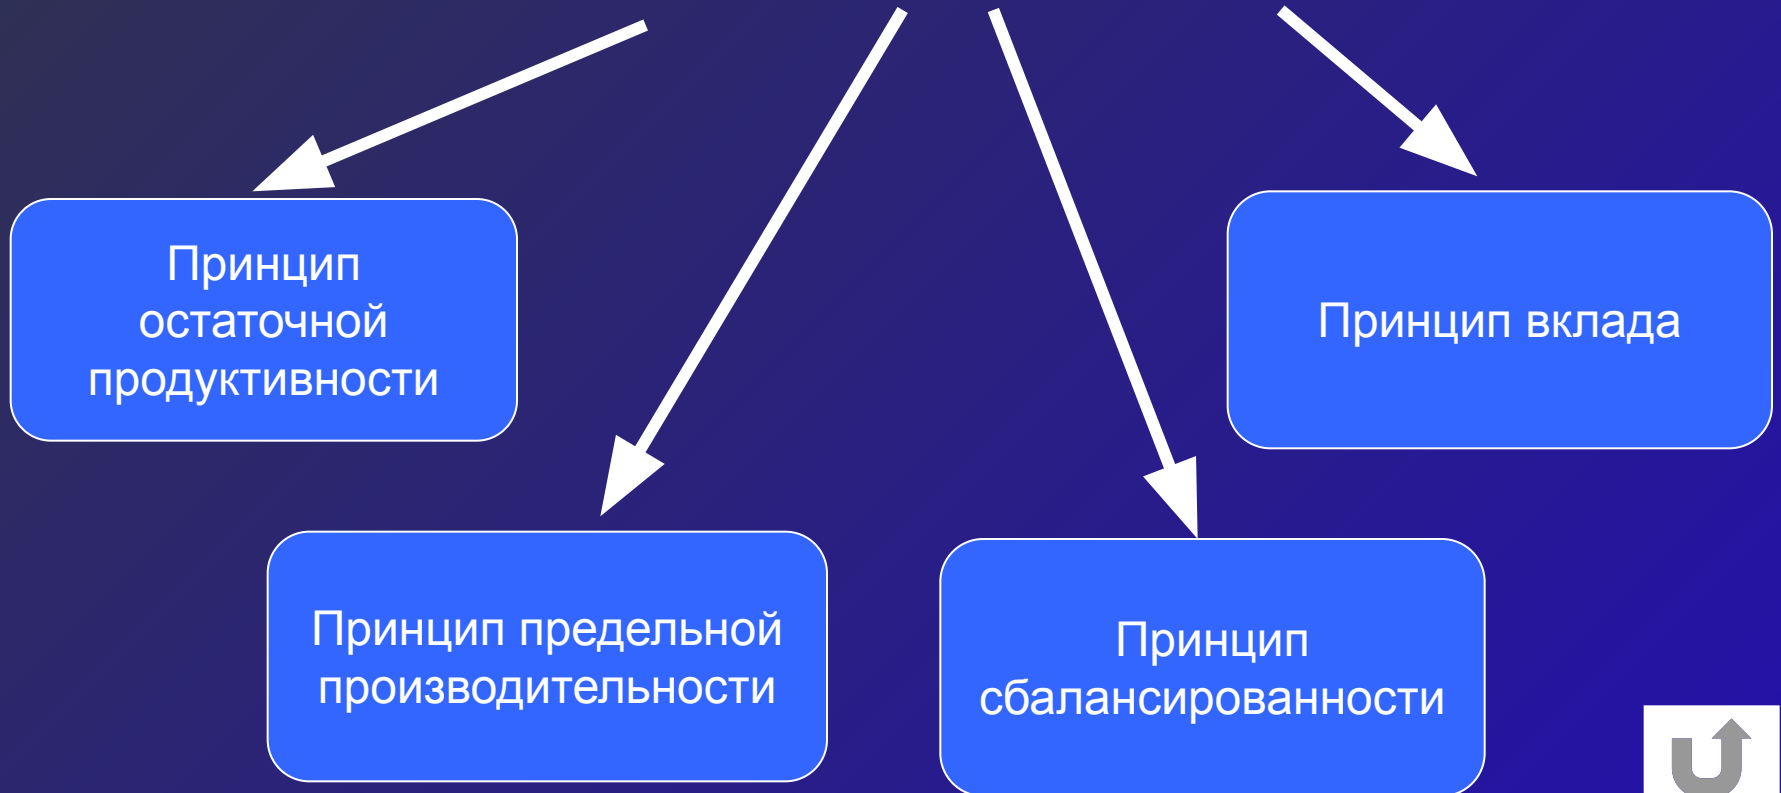 Принцип
остаточной
продуктивности
Принцип вклада
Принцип предельной
производительности
Принцип
сбалансированности